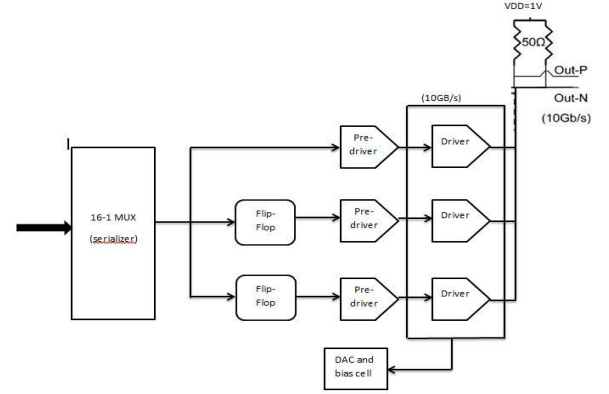 VDD=1V
50Ω
Out-P
Out-N
(10Gb/s)
(10GB/s)
Pre-
driver
Driver
16-1 MUX
(serializer)
Flip-
Flop
Pre-
driver
Driver
Flip-
Flop
Pre-
driver
Driver
DAC and
bias cell